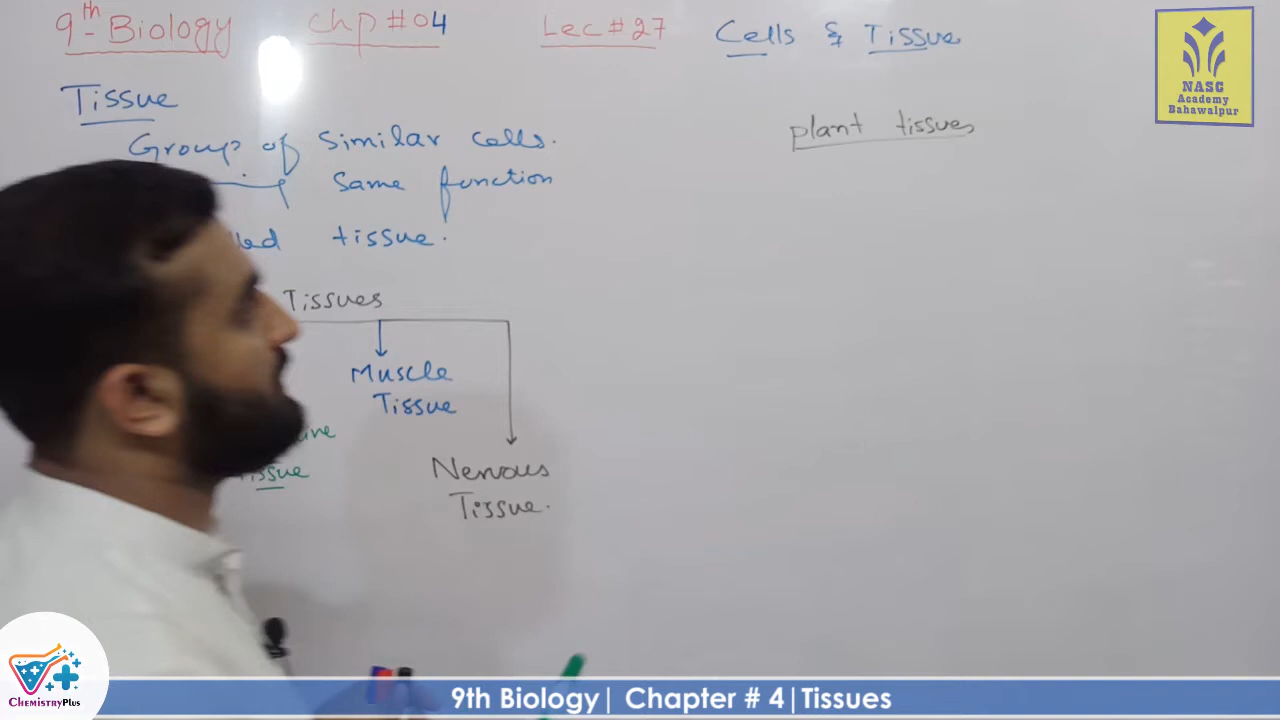 9th Biology Chp # 04 Lec # 27 Cells & Tissue
NASG
Academy
Bahawalpur
Tissue
plant tissues
Group of Similar cells.
Same function
tissue.
Tissues
Muscle
Tissue
Nervous
Tissue.
ChemistryPlus
9th Biology| Chapter # 4|Tissues